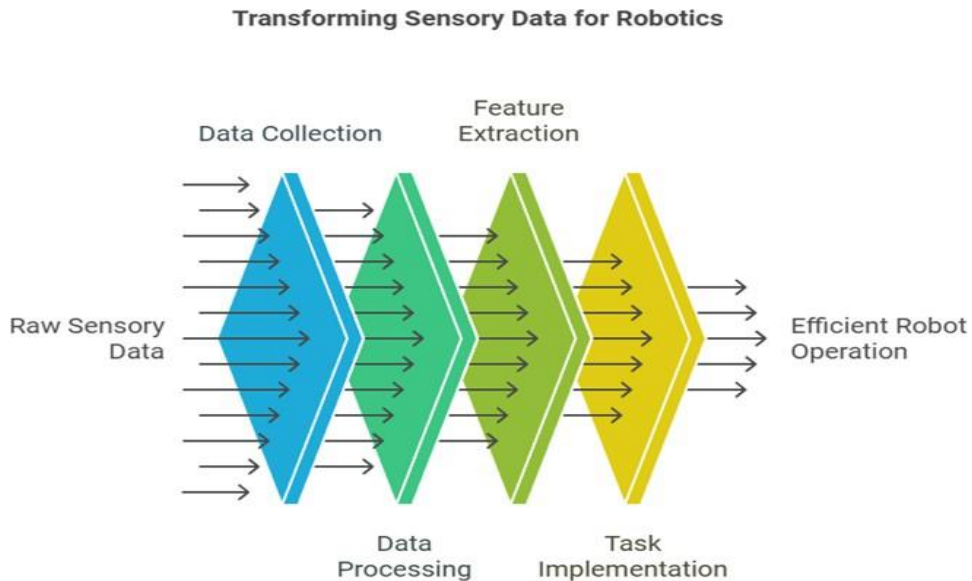 Transforming Sensory Data for Robotics
Feature
Extraction
Data Collection
Raw Sensory
Data
Efficient Robot
Operation
Data
Processing
Task
Implementation